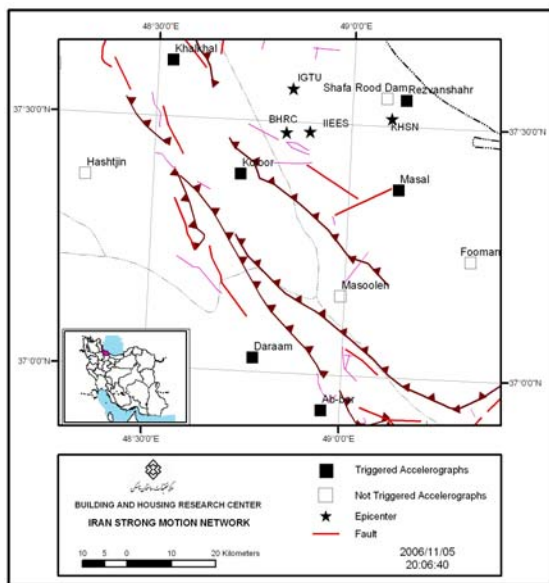 48°30'0"E
49°0'0"E
Khalkhal
IGTU
Shafa Rood Dam
Rezvanshahr
37°30'0"N
BHRC
IIEES
KHSN
37°30'0"N
Hashtjin
Kolbor
Masal
Fooman
Masooleh
Daraam
37°0'0"N
37°0'0"N
Ab-bar
48°30'0"E
49°0'0"E
BUILDING AND HOUSING RESEARCH CENTER
IRAN STRONG MOTION NETWORK
10 5 0 10 20 Kilometers
Triggered Accelerographs
Not Triggered Accelerographs
Epicenter
Fault
2006/11/05
20:06:40